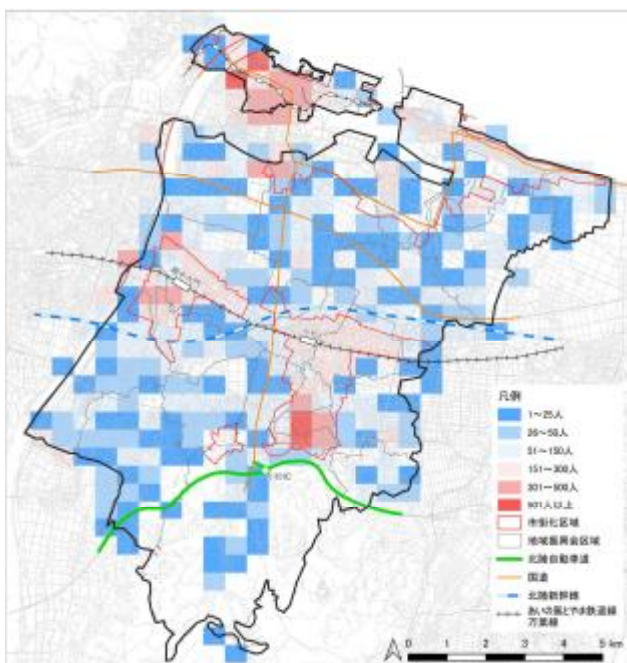 凡例
1～25人
26～50人
51～150人
151～300人
301～500人
501人以上
市街化区域
地域振興会区域
北陸自動車道
国道
北陸新幹線
あいの風とやま鉄道線
万葉線
0 1 2 3 4 5 km